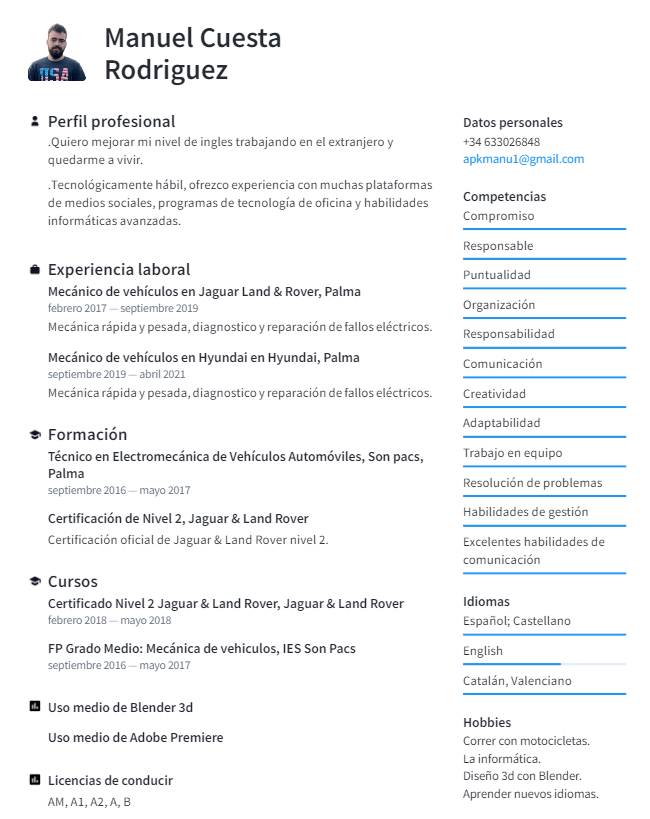 Manuel Cuesta
Rodriguez
Perfil profesional
.Quiero mejorar mi nivel de ingles trabajando en el extranjero y
quedarme a vivir.
.Tecnológicamente hábil, ofrezco experiencia con muchas plataformas
de medios sociales, programas de tecnología de oficina y habilidades
informáticas avanzadas.
Experiencia laboral
Mecánico de vehículos en Jaguar Land & Rover, Palma
febrero 2017 — septiembre 2019
Mecánica rápida y pesada, diagnostico y reparación de fallos eléctricos.
Mecánico de vehículos en Hyundai en Hyundai, Palma
septiembre 2019 — abril 2021
Mecánica rápida y pesada, diagnostico y reparación de fallos eléctricos.
Formación
Técnico en Electromecánica de Vehículos Automóviles, Son pacs,
Palma
septiembre 2016 — mayo 2017
Certificación de Nivel 2, Jaguar & Land Rover
Certificación oficial de Jaguar & Land Rover nivel 2.
Cursos
Certificado Nivel 2 Jaguar & Land Rover, Jaguar & Land Rover
febrero 2018 — mayo 2018
FP Grado Medio: Mecánica de vehiculos, IES Son Pacs
septiembre 2016 — mayo 2017
Uso medio de Blender 3d
Uso medio de Adobe Premiere
Licencias de conducir
AM, A1, A2, A, B
Datos personales
+34 633026848
apkmanu1@gmail.com
Competencias
Compromiso
Responsable
Puntualidad
Organización
Responsabilidad
Comunicación
Creatividad
Adaptabilidad
Trabajo en equipo
Resolución de problemas
Habilidades de gestión
Excelentes habilidades de
comunicación
Idiomas
Español; Castellano
English
Catalán, Valenciano
Hobbies
Correr con motocicletas.
La informática.
Diseño 3d con Blender.
Aprender nuevos idiomas.
USA